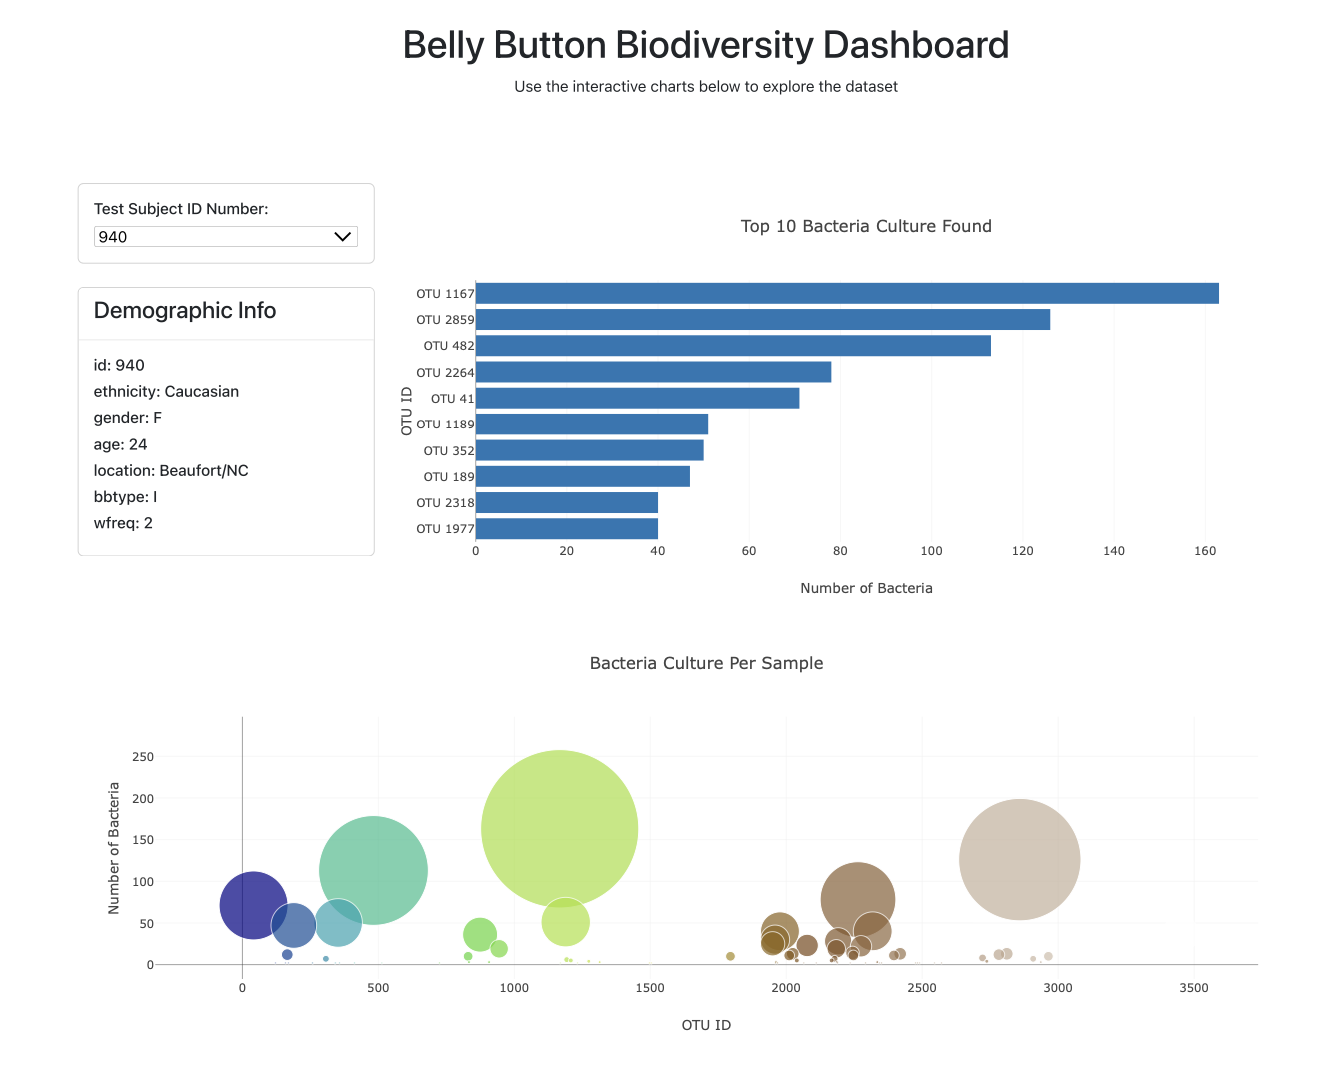 Belly Button Biodiversity Dashboard
Use the interactive charts below to explore the dataset
Test Subject ID Number:
940
Demographic Info
id: 940
ethnicity: Caucasian
gender: F
age: 24
location: Beaufort/NC
bbtype: I
wfreq: 2
Top 10 Bacteria Culture Found
OTU ID
OTU 1167
OTU 2859
OTU 482
OTU 2264
OTU 41
OTU 1189
OTU 352
OTU 189
OTU 2318
OTU 1977
0 20 40 60 80 100 120 140 160
Number of Bacteria
Bacteria Culture Per Sample
Number of Bacteria
250
200
150
100
50
0
0 500 1000 1500 2000 2500 3000 3500
OTU ID